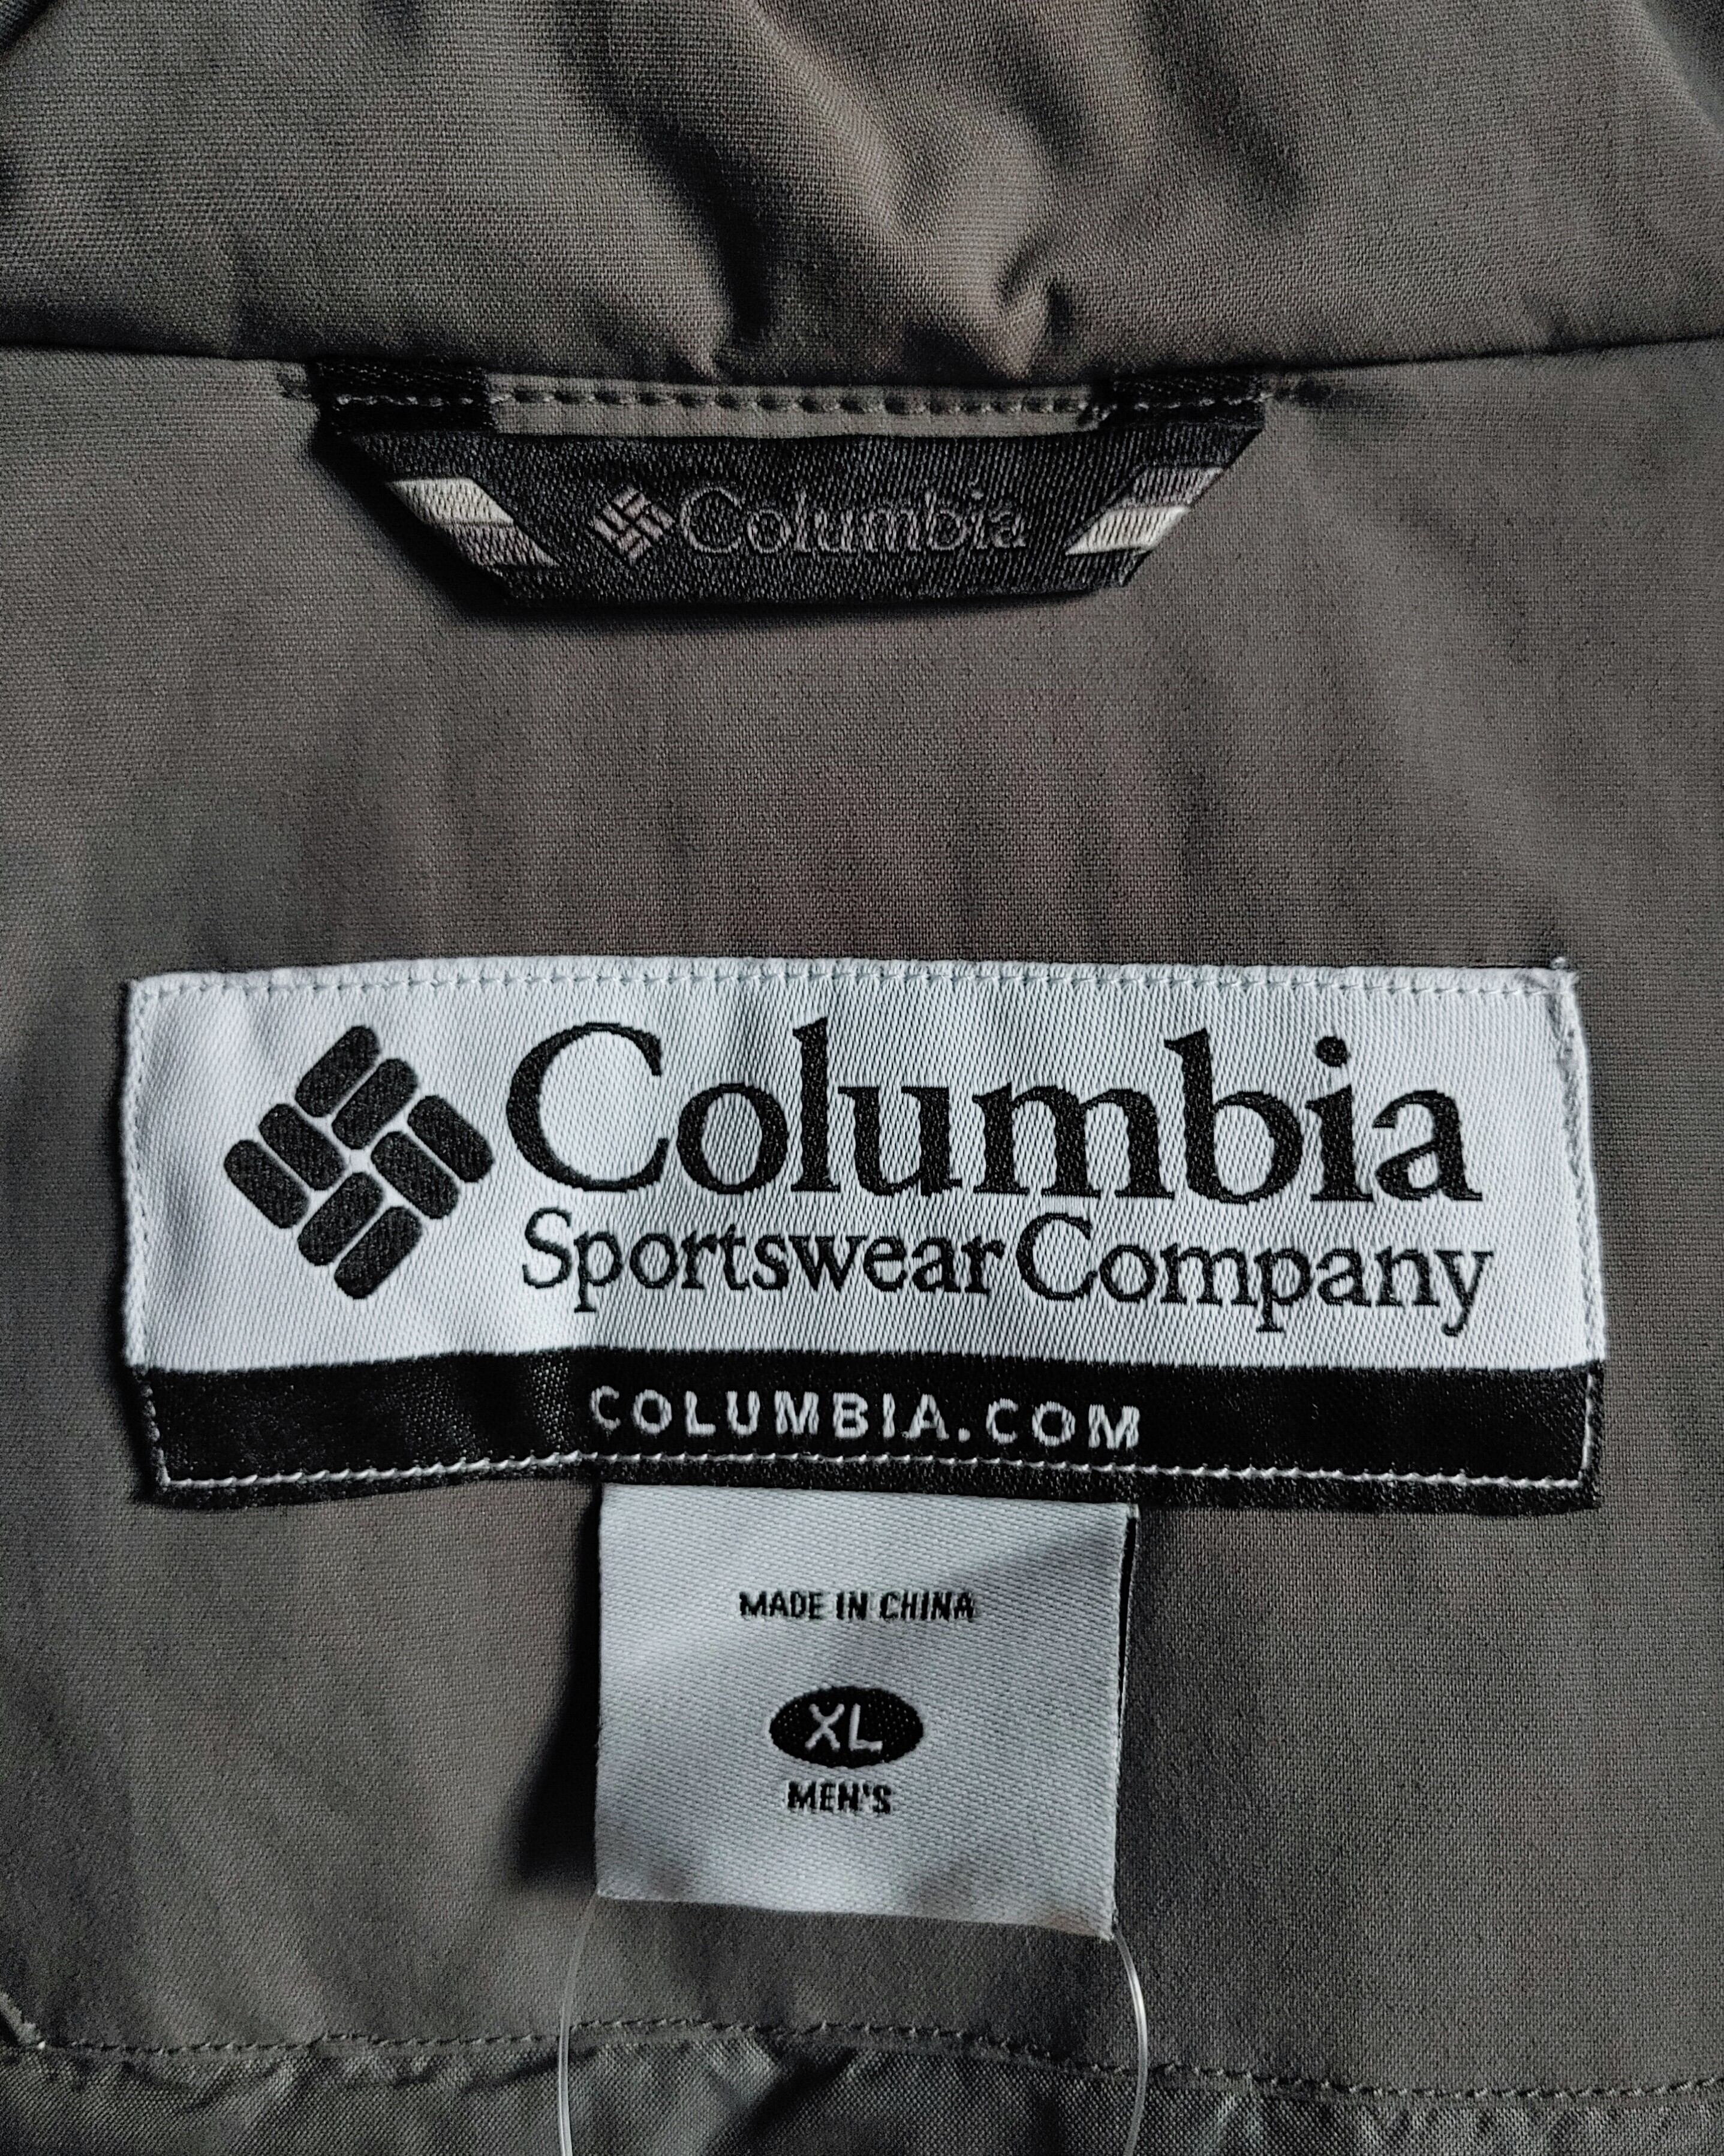 Columbia
Columbia
Sportswear Company
COLUMBIA.COM
MADE IN CHINA
XL
MEN'S